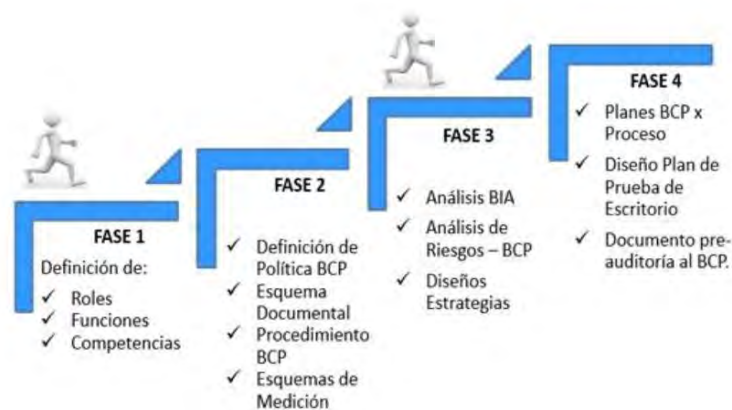 FASE 1
Definición de:
✓ Roles
✓ Funciones
✓ Competencias
FASE 2
✓ Definición de
Política BCP
✓ Esquema
Documental
✓ Procedimiento
BCP
✓ Esquemas de
Medición
FASE 3
✓ Análisis BIA
✓ Análisis de
Riesgos – BCP
✓ Diseños
Estrategias
FASE 4
✓ Planes BCP x
Proceso
✓ Diseño Plan de
Prueba de
Escritorio
✓ Documento pre-
auditoría al BCP.